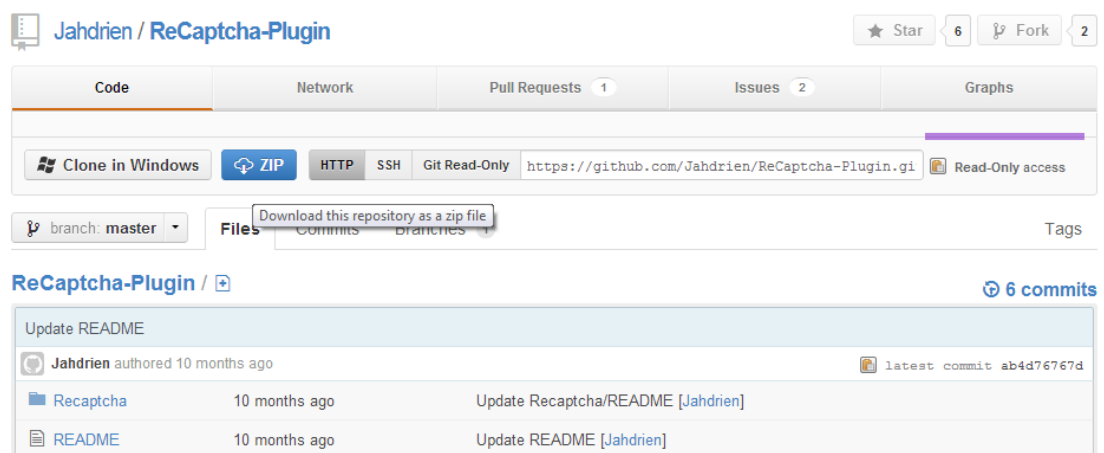 Jahdrien / ReCaptcha-Plugin
Star 6 Fork 2
Code Network Pull Requests 1 Issues 2 Graphs
Clone in Windows ZIP HTTP SSH Git Read-Only https://github.com/Jahdrien/ReCaptcha-Plugin.gi Read-Only access
Download this repository as a zip file
branch: master Files Commits Branches 1 Tags
ReCaptcha-Plugin /
6 commits
Update README
Jahdrien authored 10 months ago latest commit ab4d76767d
Recaptcha 10 months ago Update Recaptcha/README [Jahdrien]
README 10 months ago Update README [Jahdrien]